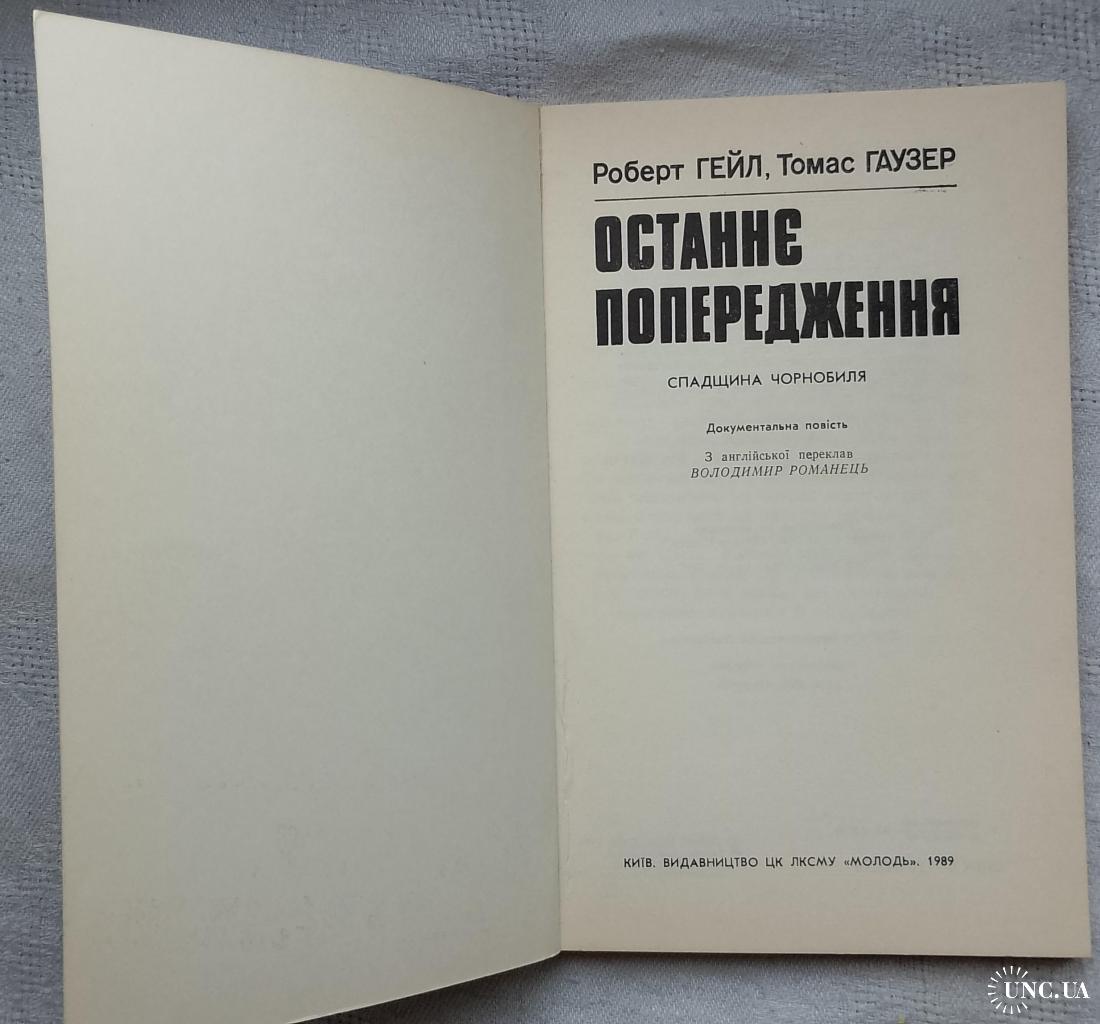 Роберт ГЕЙЛ, Томас ГАУЗЕР
ОСТАННЄ
ПОПЕРЕДЖЕННЯ
СПАДЩИНА ЧОРНОБИЛЯ
Документальна повість
З англійської переклав
ВОЛОДИМИР РОМАНЕЦЬ
КИЇВ. ВИДАВНИЦТВО ЦК ЛКСМУ «МОЛОДЬ». 1989
UNC.UA